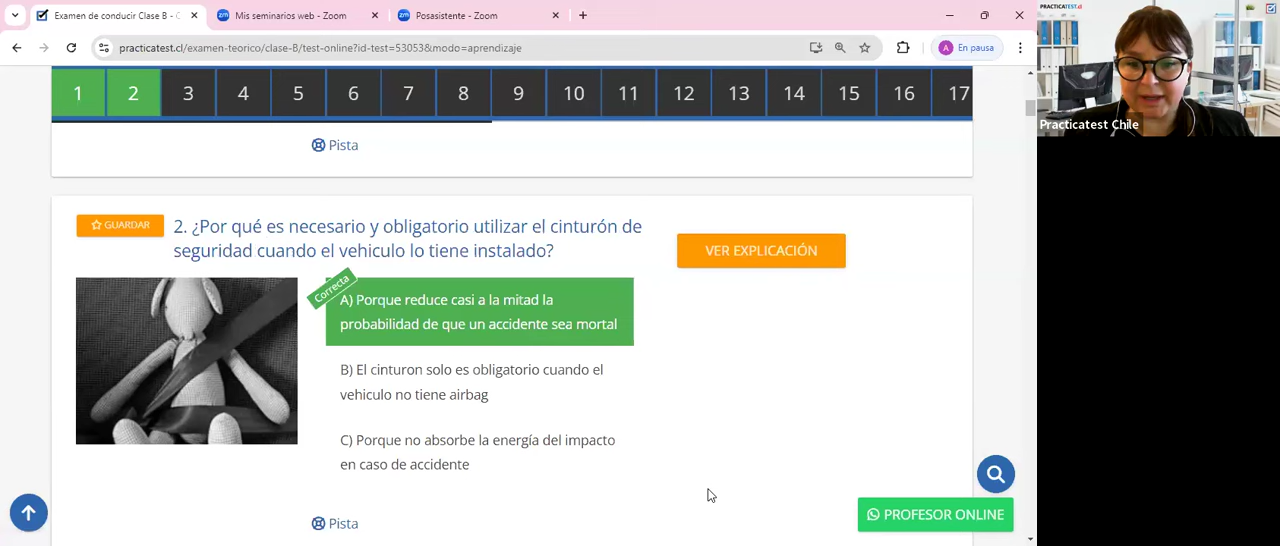 Examen de conducir Clase B - C
Mis seminarios web - Zoom
Posasistente - Zoom
practicatest.cl/examen-teorico/clase-B/test-online?id-test=53053&modo=aprendizaje
A En pausa
PRACTICATEST.cl
Practicatest Chile
1 2 3 4 5 6 7 8 9 10 11 12 13 14 15 16 17
Pista
GUARDAR
2. ¿Por qué es necesario y obligatorio utilizar el cinturón de
seguridad cuando el vehiculo lo tiene instalado?
VER EXPLICACIÓN
Correcta
A) Porque reduce casi a la mitad la
probabilidad de que un accidente sea mortal
B) El cinturon solo es obligatorio cuando el
vehiculo no tiene airbag
C) Porque no absorbe la energía del impacto
en caso de accidente
PROFESOR ONLINE
Pista